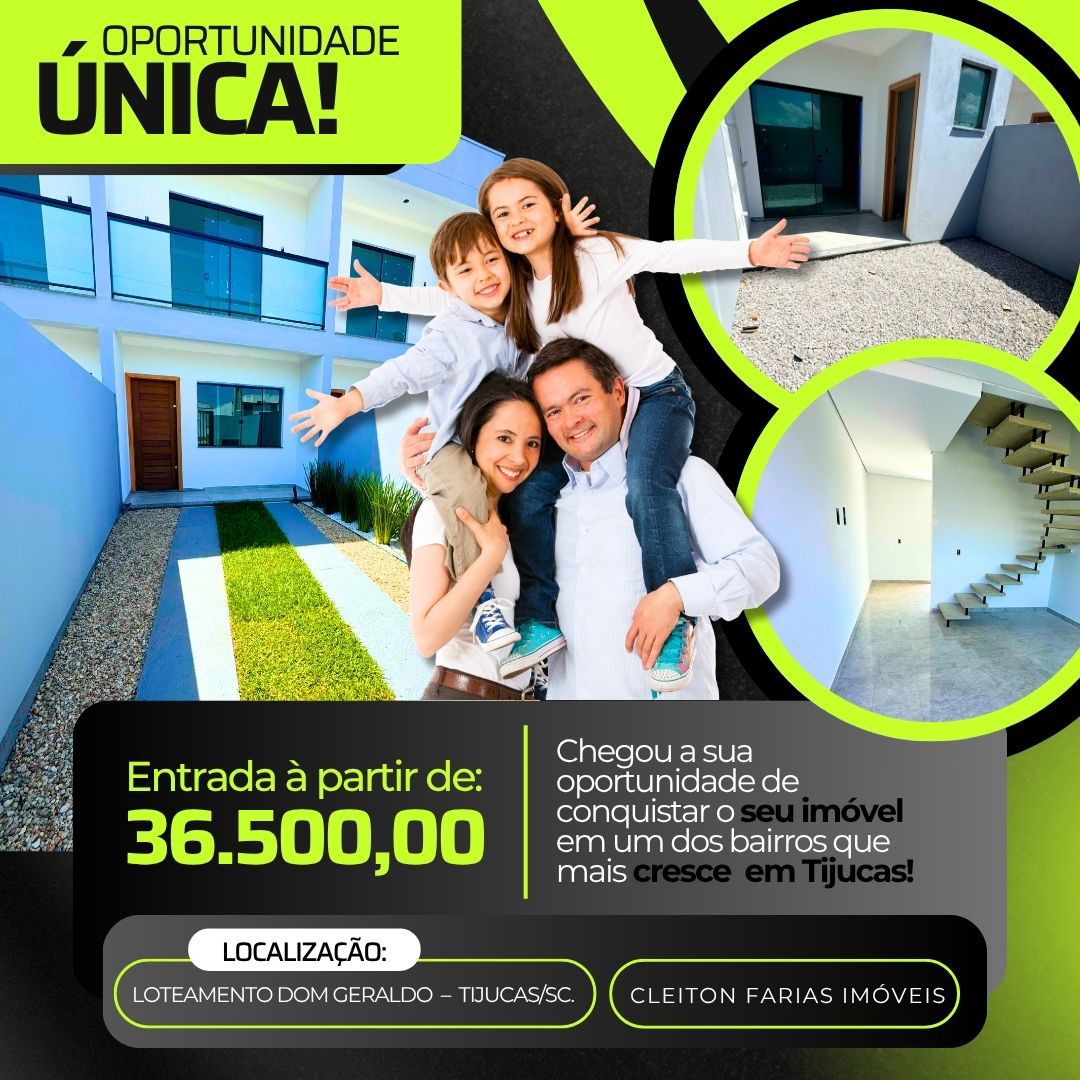 OPORTUNIDADE
ÚNICA!
Entrada à partir de:
36.500,00
Chegou a sua
oportunidade de
conquistar o seu imóvel
em um dos bairros que
mais cresce em Tijucas!
LOCALIZAÇÃO:
LOTEAMENTO DOM GERALDO – TIJUCAS/SC.
CLEITON FARIAS IMÓVEIS